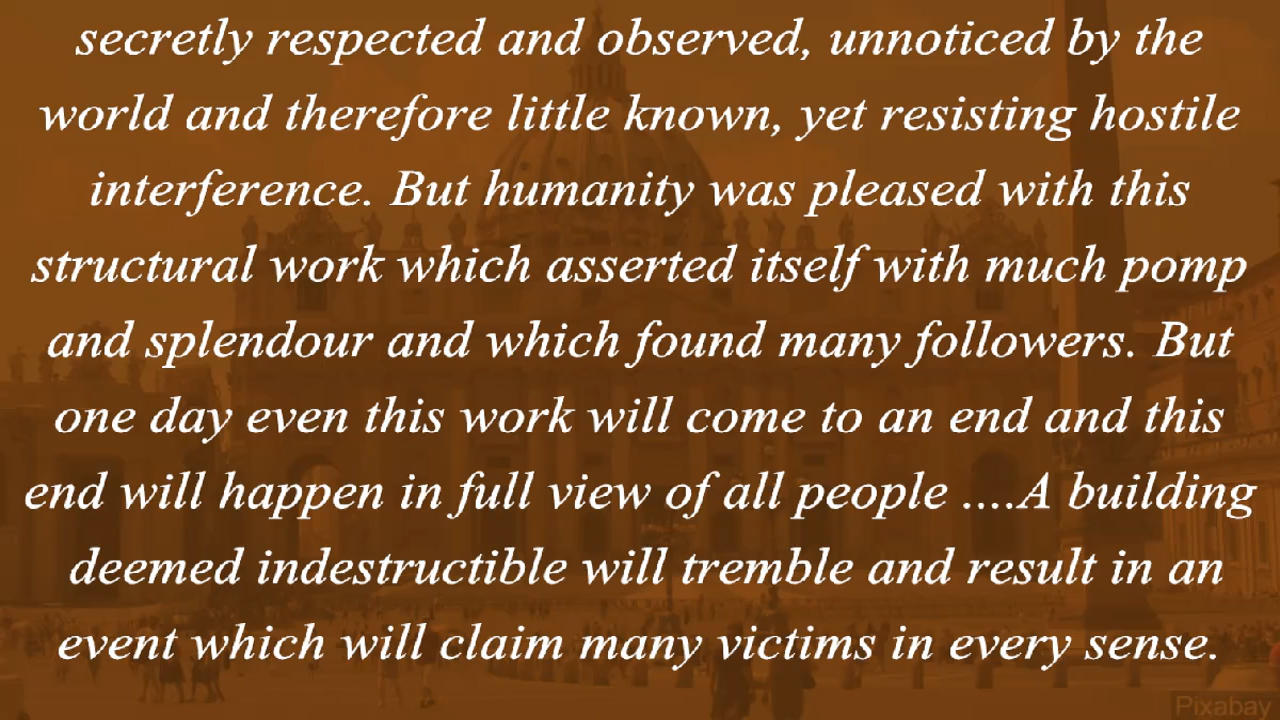 secretly respected and observed, unnoticed by the
world and therefore little known, yet resisting hostile
interference. But humanity was pleased with this
structural work which asserted itself with much pomp
and splendour and which found many followers. But
one day even this work will come to an end and this
end will happen in full view of all people ....A building
deemed indestructible will tremble and result in an
event which will claim many victims in every sense.
Pixabay